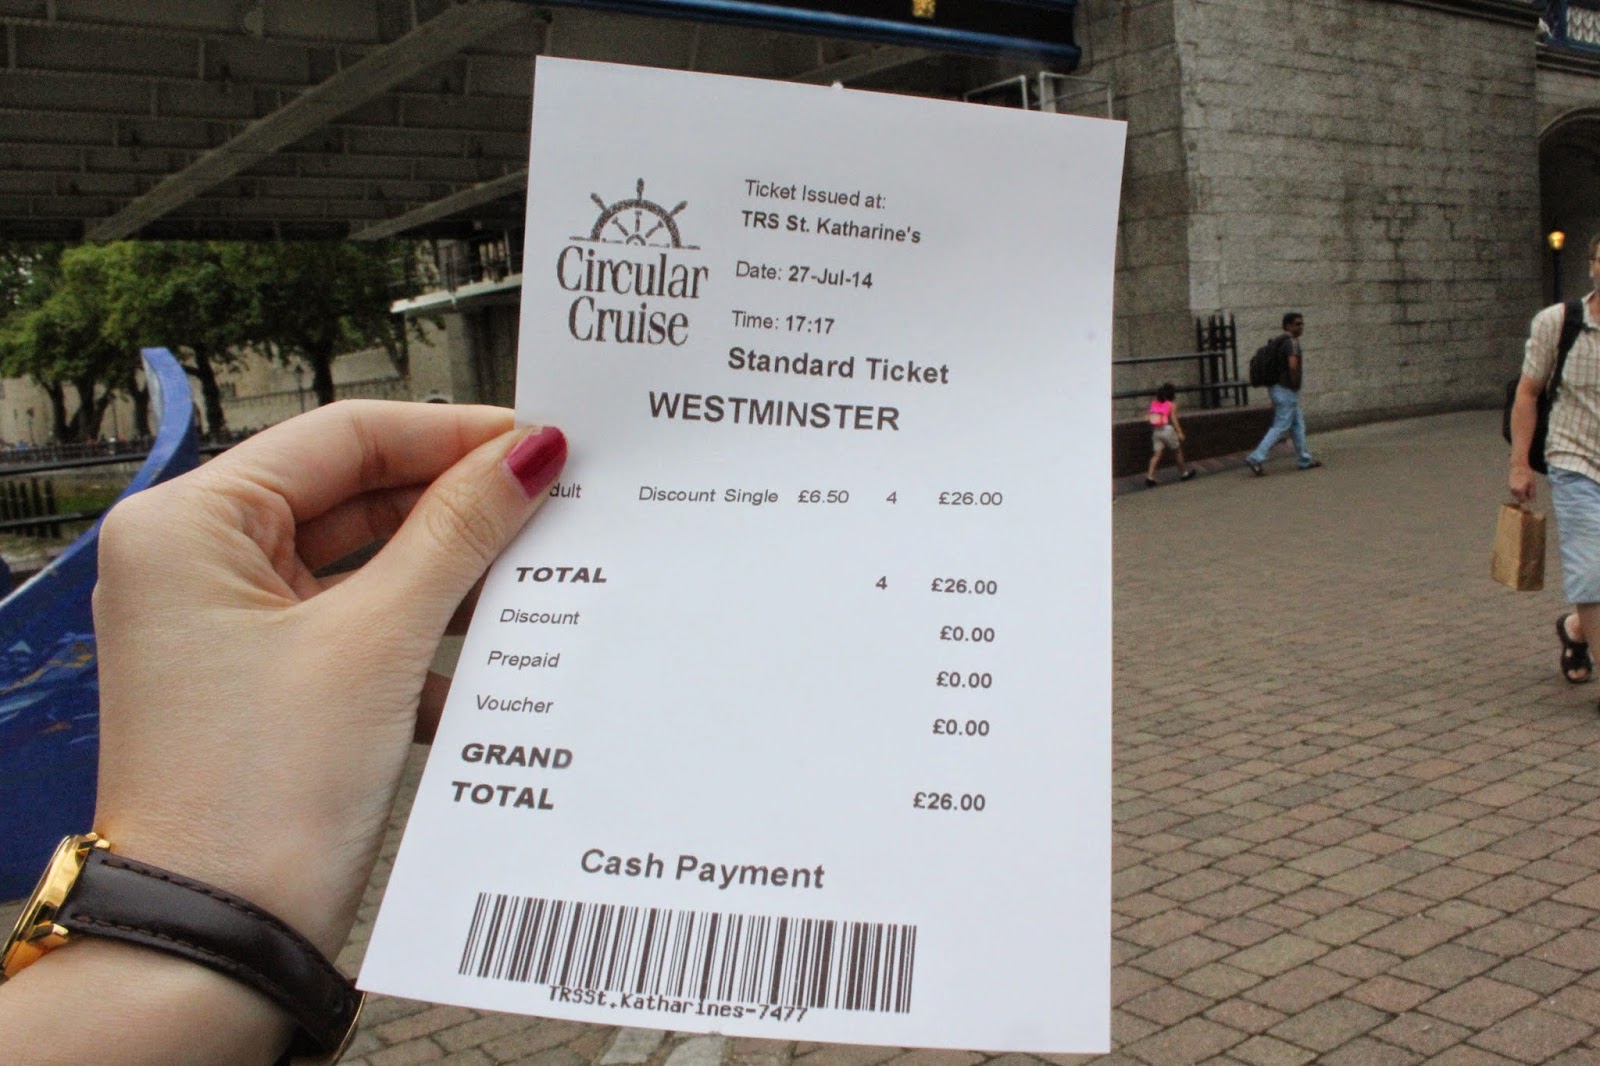 Circular
Cruise
Ticket Issued at:
TRS St. Katharine's
Date: 27-Jul-14
Time: 17:17
Standard Ticket
WESTMINSTER
dult Discount Single £6.50 4 £26.00
TOTAL 4 £26.00
Discount £0.00
Prepaid £0.00
Voucher £0.00
GRAND
TOTAL £26.00
Cash Payment
TRSSt.Katharines-7477